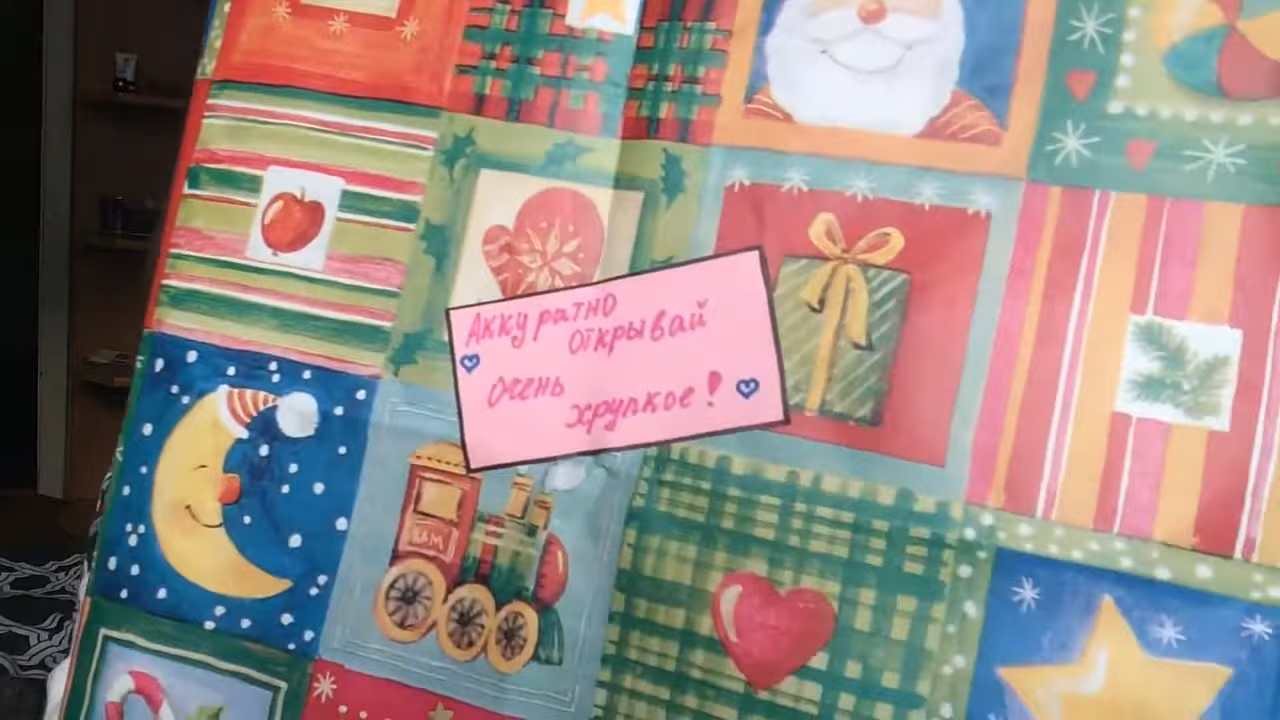 Аккуратно
открывай
очень
хрупкое!